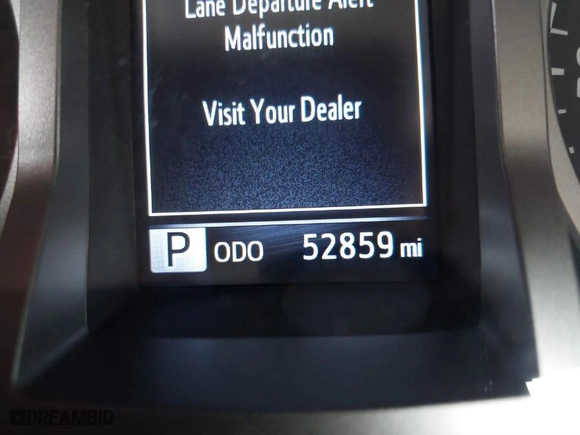 Lane Departure Alert
Malfunction
Visit Your Dealer
P ODO 52859 mi
DREAMBID